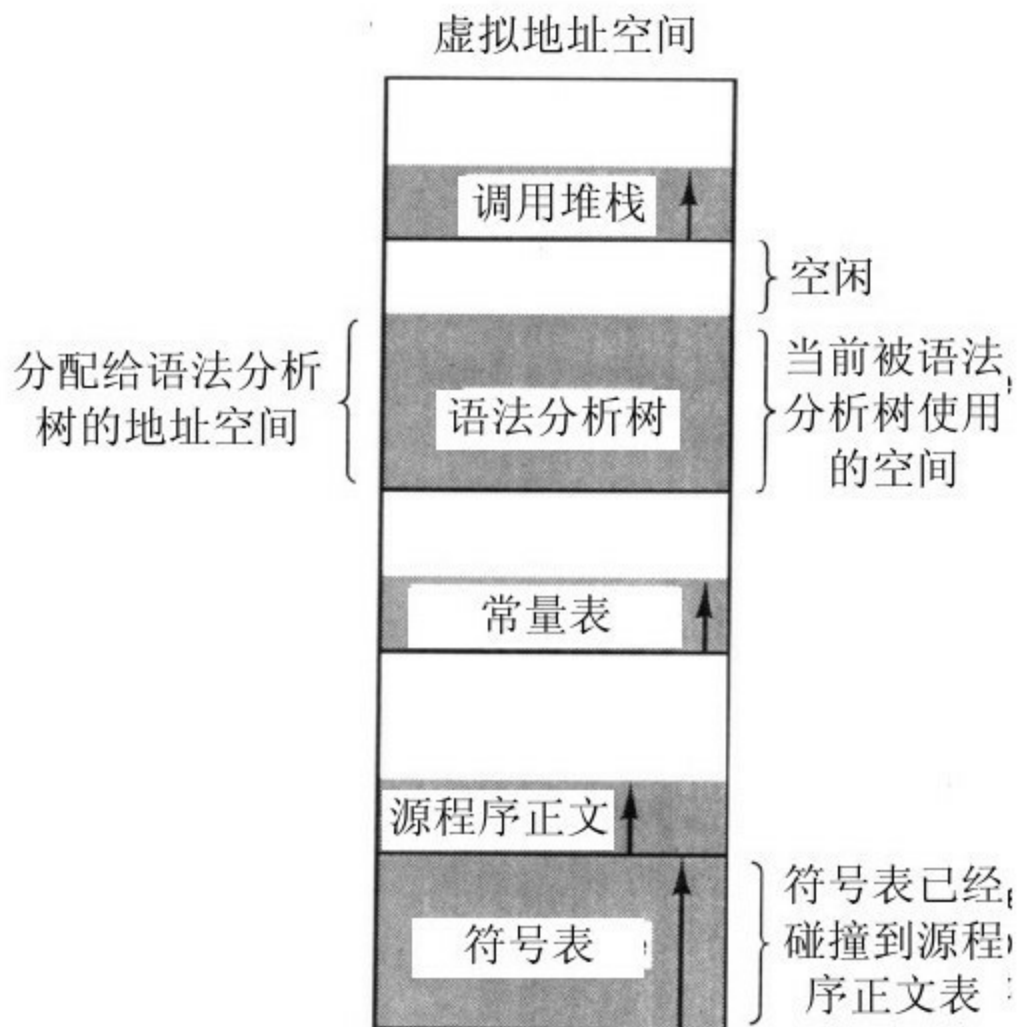 虚拟地址空间
调用堆栈
空闲
分配给语法分析
树的地址空间
语法分析树
当前被语法
分析树使用
的空间
常量表
源程序正文
符号表
符号表已经
碰撞到源程
序正文表